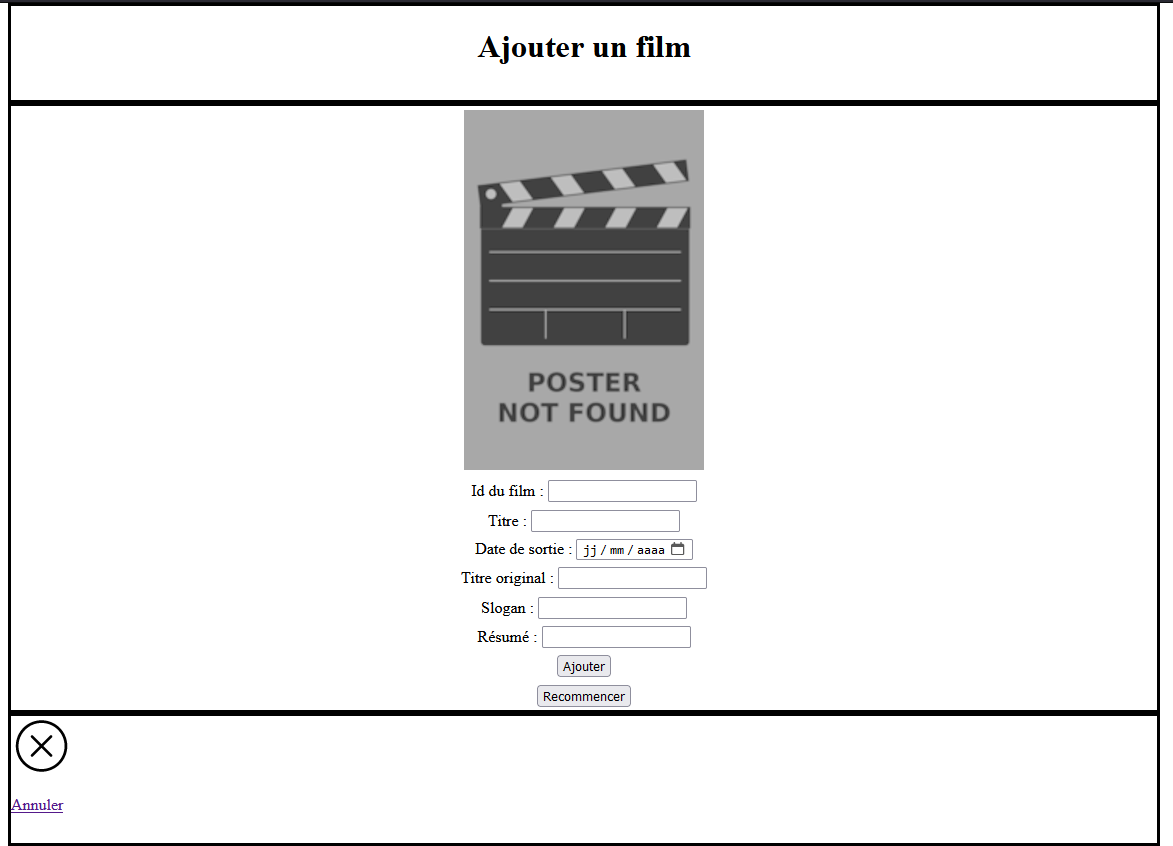 Ajouter un film
POSTER
NOT FOUND
Id du film :
Titre :
Date de sortie : jj / mm / aaaa
Titre original :
Slogan :
Résumé :
Ajouter
Recommencer
Annuler